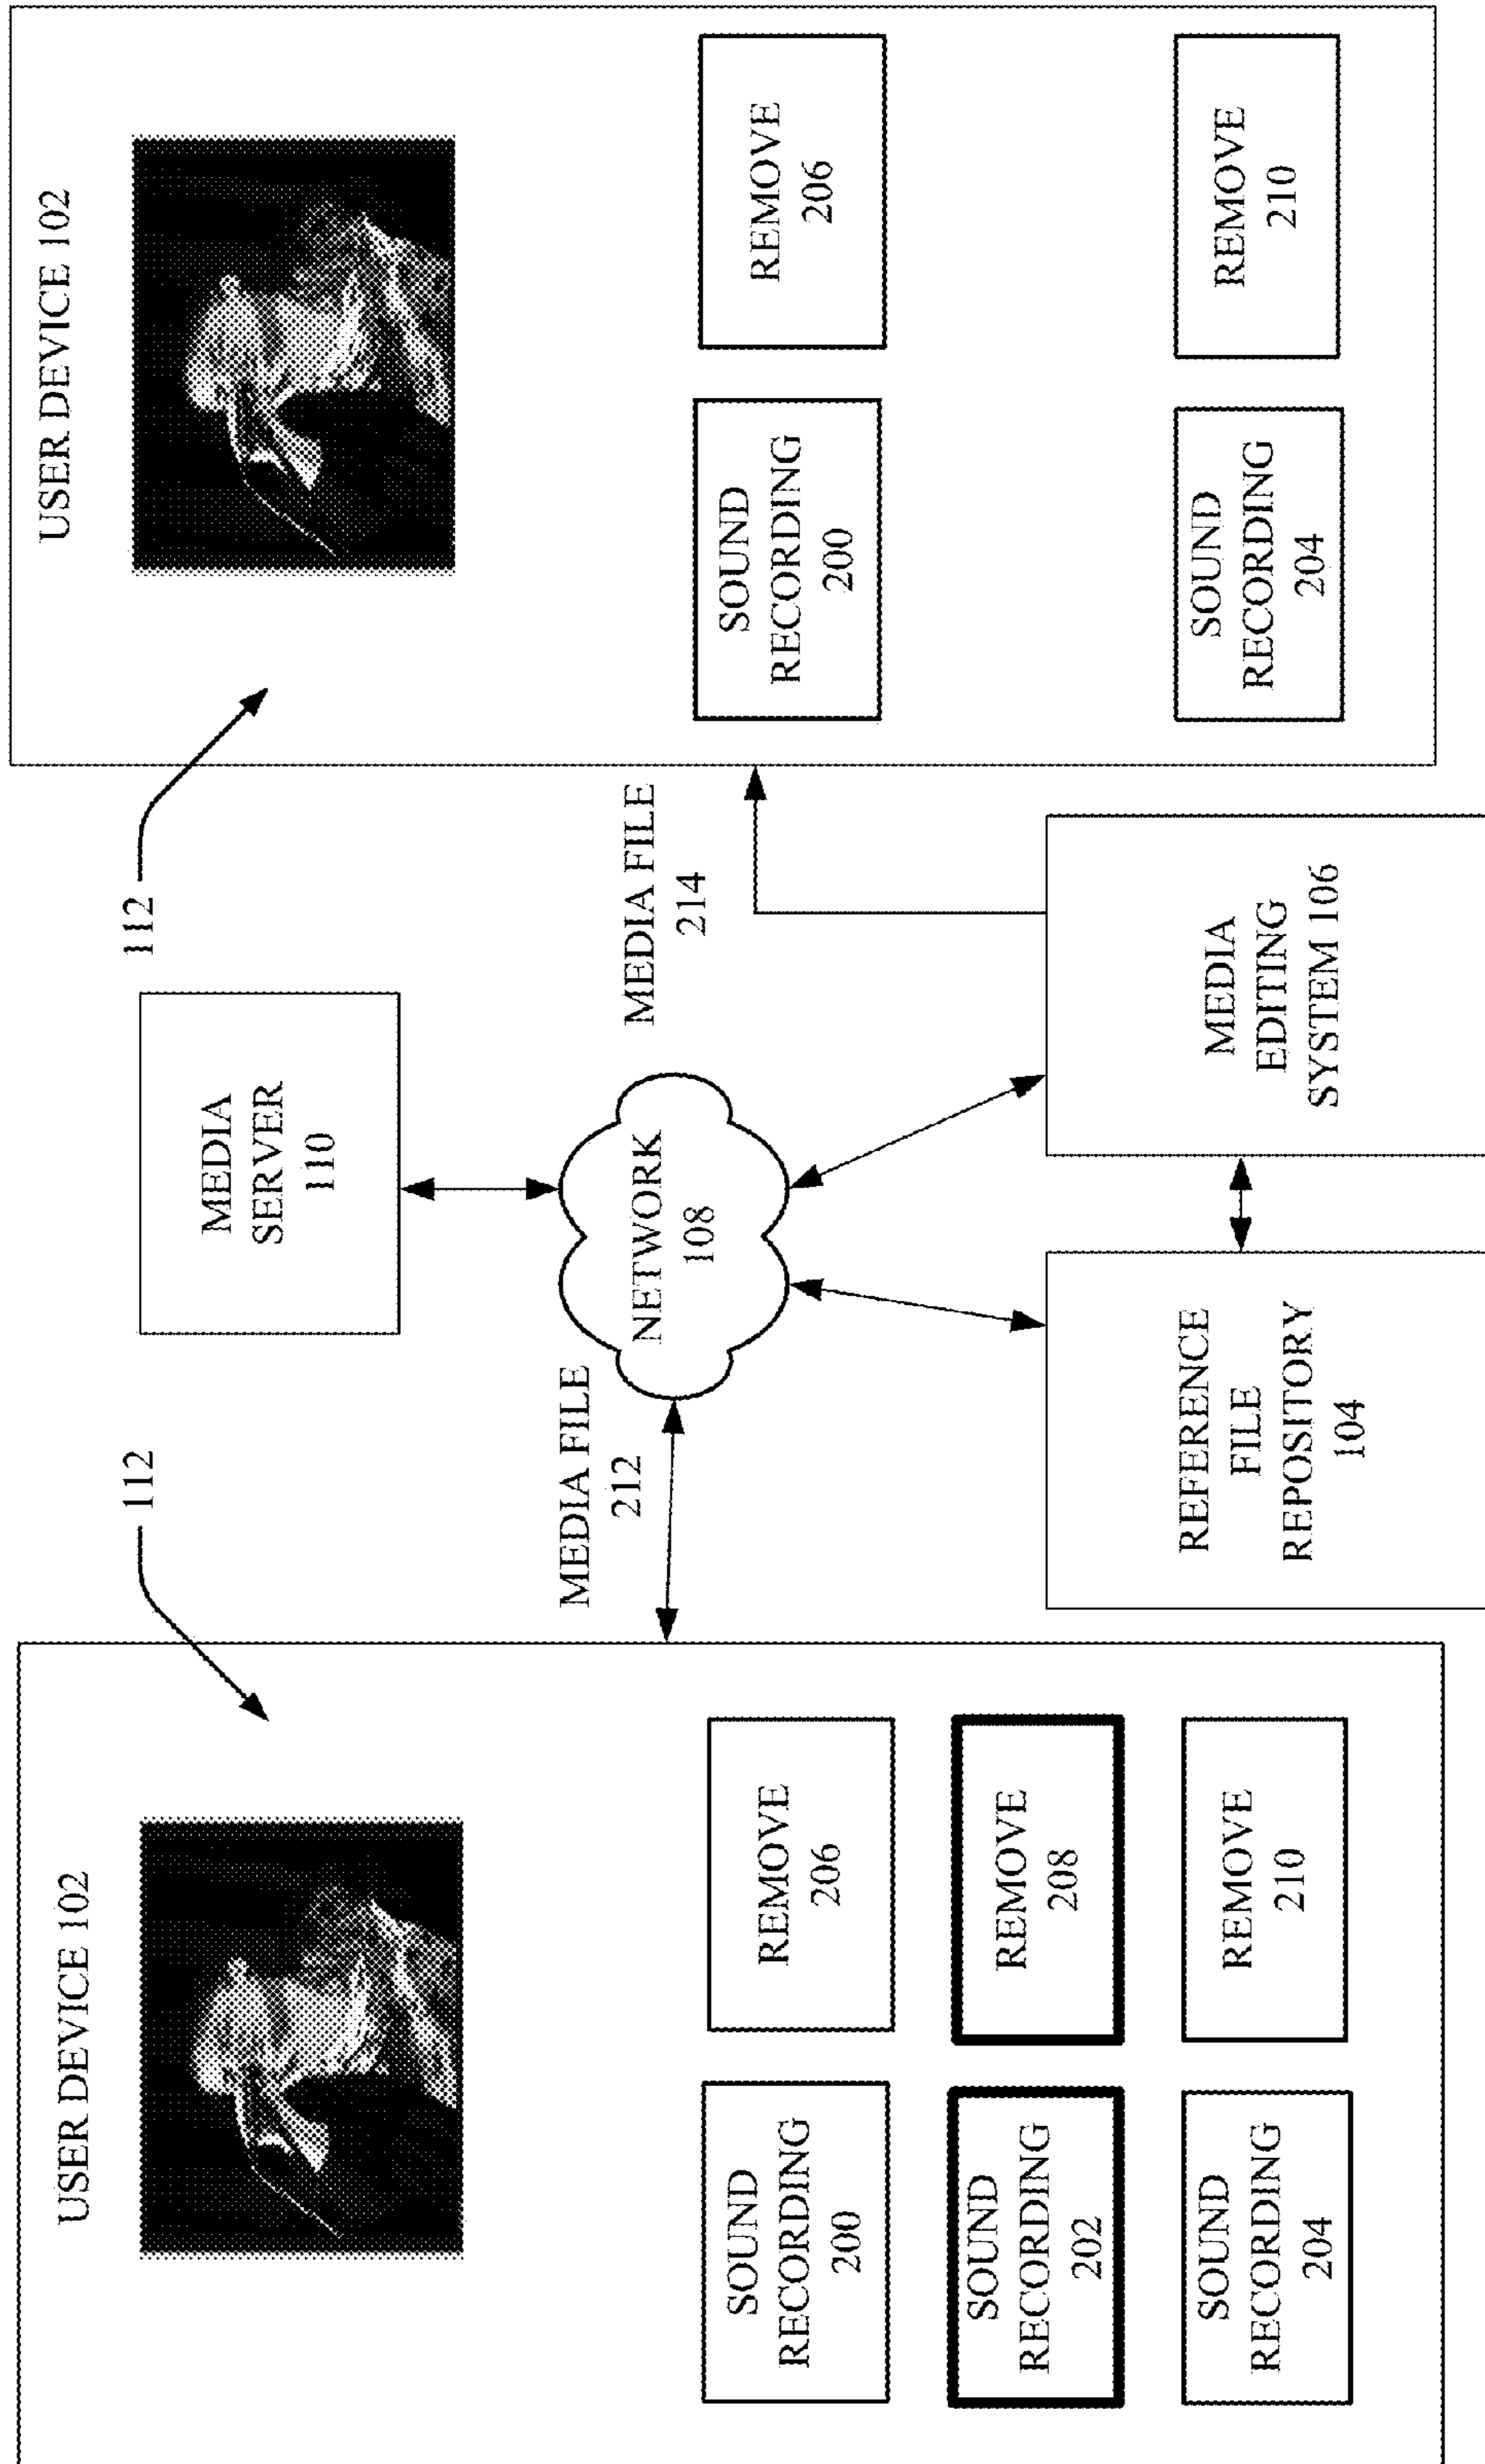 USER DEVICE 102
SOUND
RECORDING
200
REMOVE
206
SOUND
RECORDING
202
REMOVE
208
SOUND
RECORDING
204
REMOVE
210
112
MEDIA FILE
212
MEDIA
SERVER
110
NETWORK
108
REFERENCE
FILE
REPOSITORY
104
MEDIA
EDITING
SYSTEM 106
MEDIA FILE
214
112
USER DEVICE 102
SOUND
RECORDING
200
REMOVE
206
SOUND
RECORDING
204
REMOVE
210